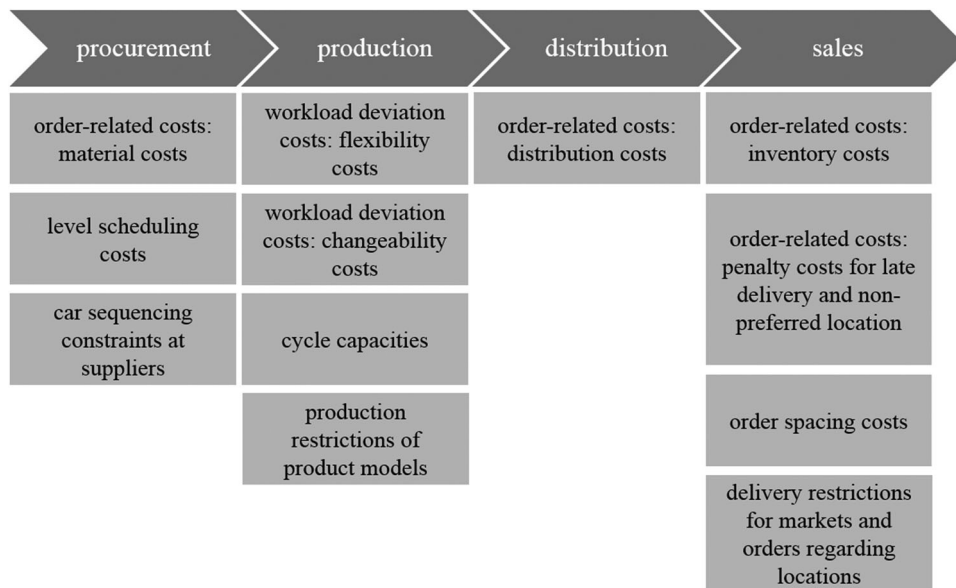 procurement
production
distribution
sales
order-related costs:
material costs
level scheduling
costs
car sequencing
constraints at
suppliers
workload deviation
costs: flexibility
costs
workload deviation
costs: changeability
costs
cycle capacities
production
restrictions of
product models
order-related costs:
distribution costs
order-related costs:
inventory costs
order-related costs:
penalty costs for late
delivery and non-
preferred location
order spacing costs
delivery restrictions
for markets and
orders regarding
locations